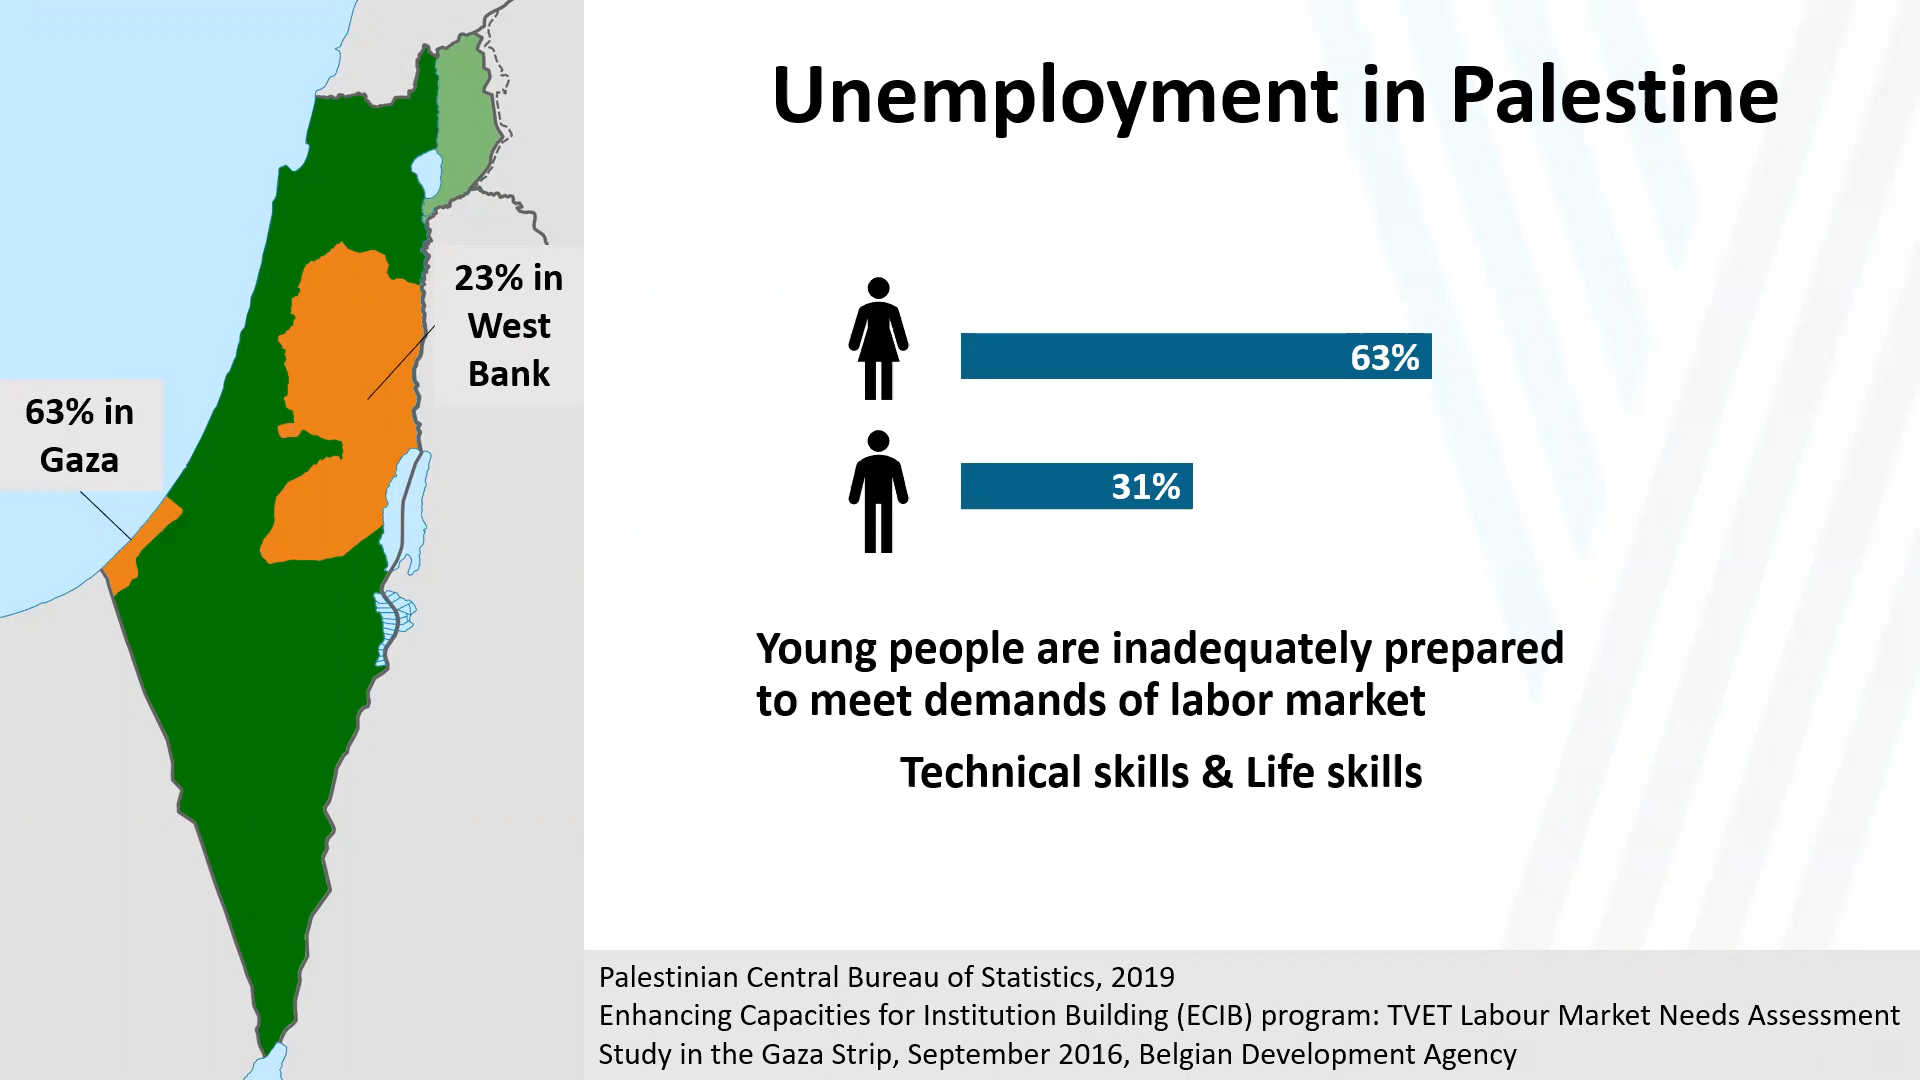 Unemployment in Palestine
23% in
West
Bank
63% in
Gaza
63%
31%
Young people are inadequately prepared
to meet demands of labor market
Technical skills & Life skills
Palestinian Central Bureau of Statistics, 2019
Enhancing Capacities for Institution Building (ECIB) program: TVET Labour Market Needs Assessment
Study in the Gaza Strip, September 2016, Belgian Development Agency